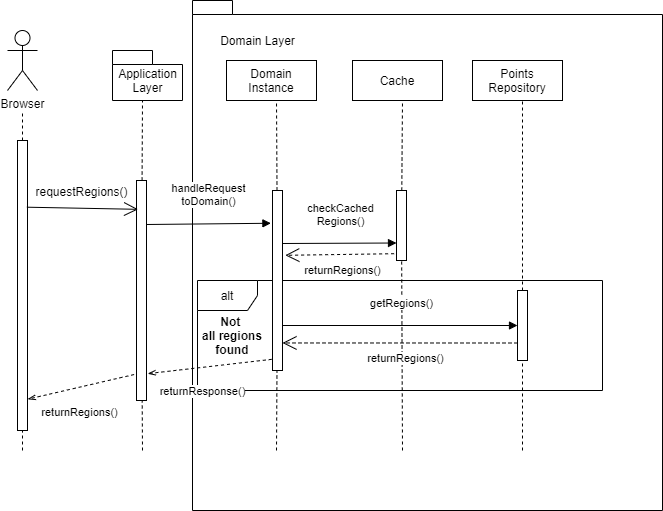 Domain Layer
Browser
Application
Layer
Domain
Instance
Cache
Points
Repository
requestRegions()
handleRequest
toDomain()
checkCached
Regions()
returnRegions()
alt
Not
all regions
found
getRegions()
returnRegions()
returnResponse()
returnRegions()